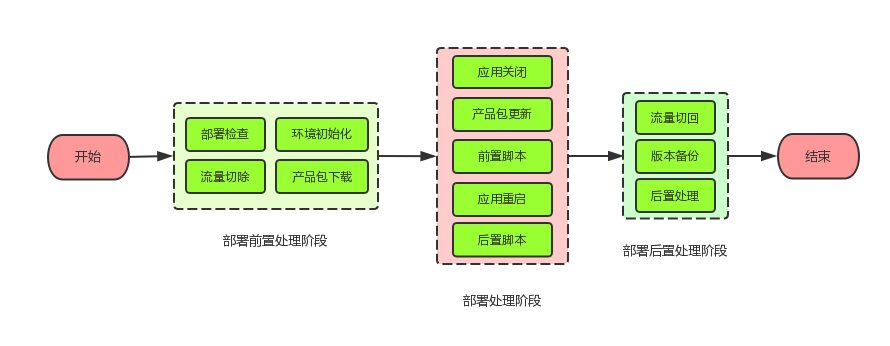 开始
部署检查
环境初始化
流量切除
产品包下载
部署前置处理阶段
应用关闭
产品包更新
前置脚本
应用重启
后置脚本
部署处理阶段
流量切回
版本备份
后置处理
部署后置处理阶段
结束